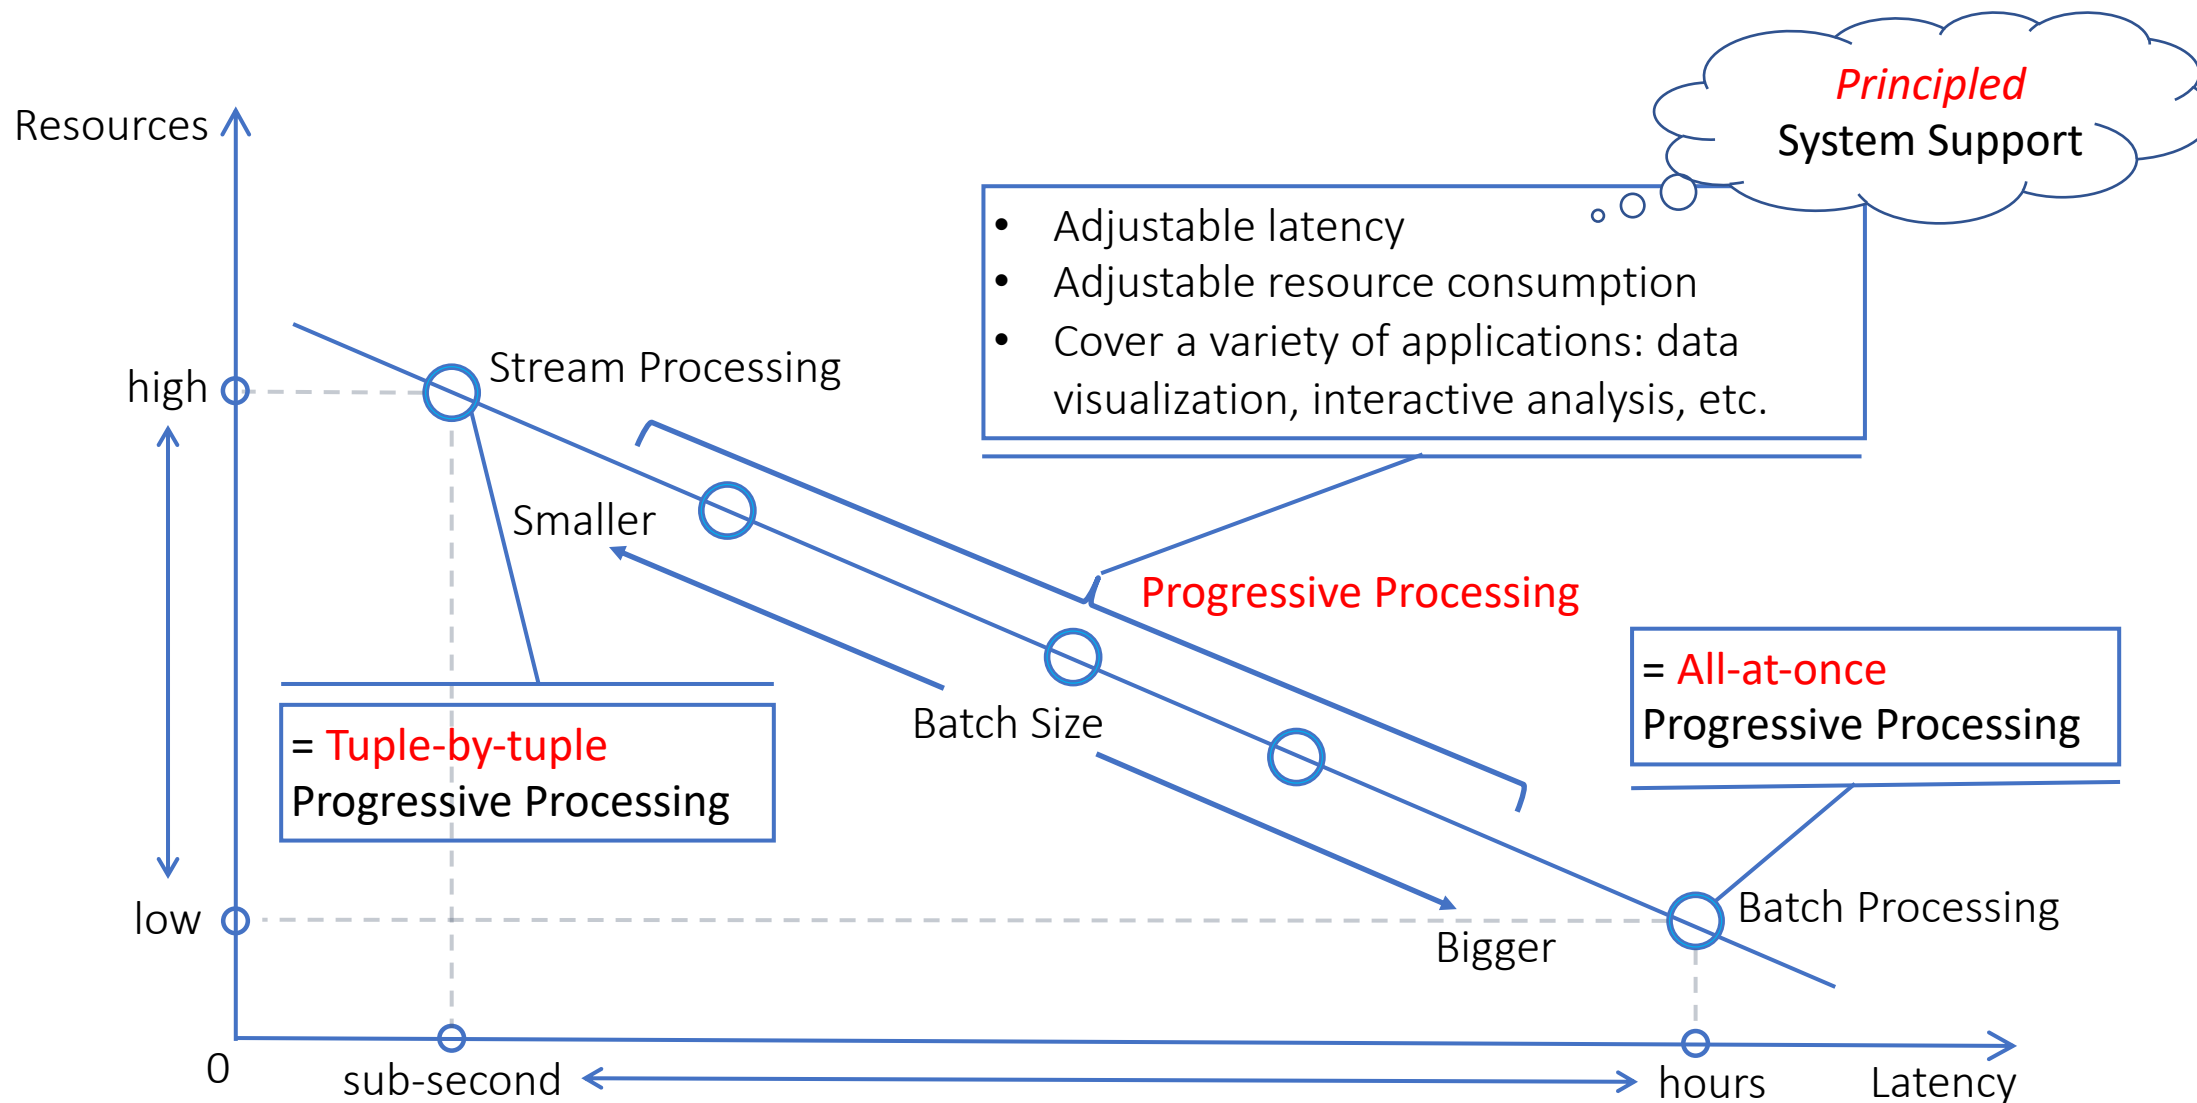 Principled
System Support
Resources
• Adjustable latency
• Adjustable resource consumption
• Cover a variety of applications: data
visualization, interactive analysis, etc.
Stream Processing
high
Smaller
Progressive Processing
= All-at-once
Progressive Processing
Batch Size
= Tuple-by-tuple
Progressive Processing
low
Batch Processing
Bigger
0
sub-second
hours
Latency